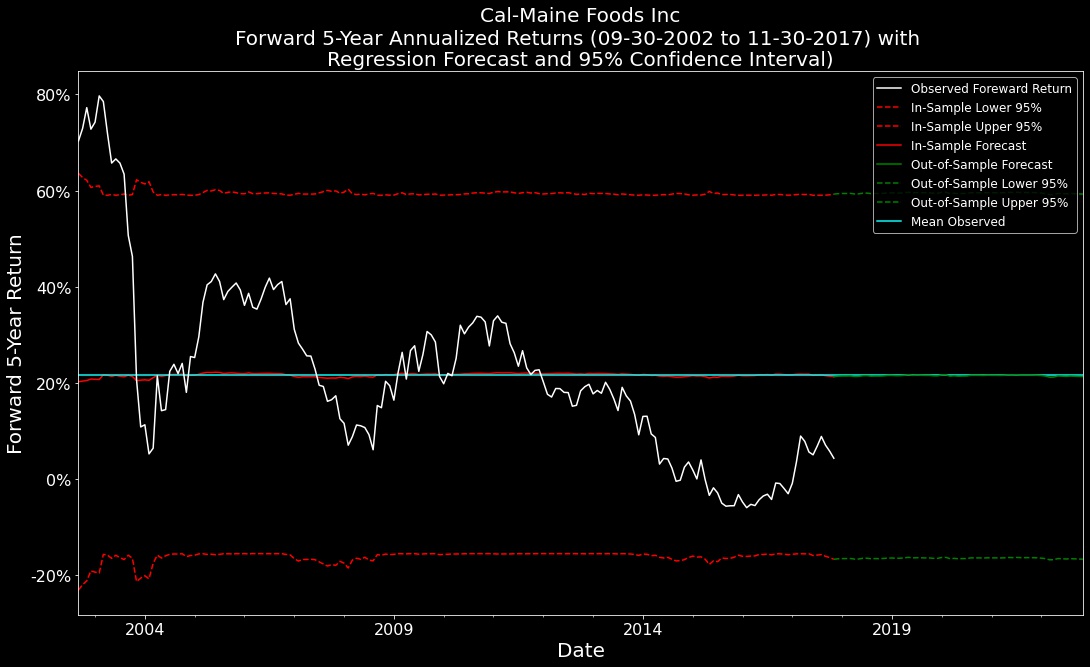 Cal-Maine Foods Inc
Forward 5-Year Annualized Returns (09-30-2002 to 11-30-2017) with
Regression Forecast and 95% Confidence Interval)
Observed Foreward Return
In-Sample Lower 95%
In-Sample Upper 95%
In-Sample Forecast
Out-of-Sample Forecast
Out-of-Sample Lower 95%
Out-of-Sample Upper 95%
Mean Observed
Forward 5-Year Return
80%
60%
40%
20%
0%
-20%
2004 2009 2014 2019
Date